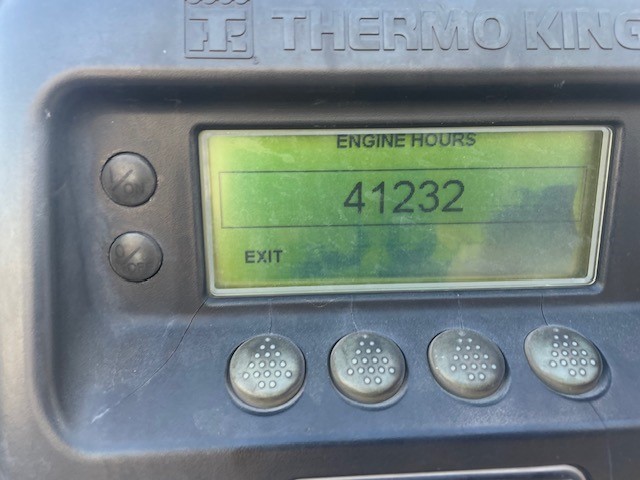 THERMO KING
ENGINE HOURS
41232
EXIT